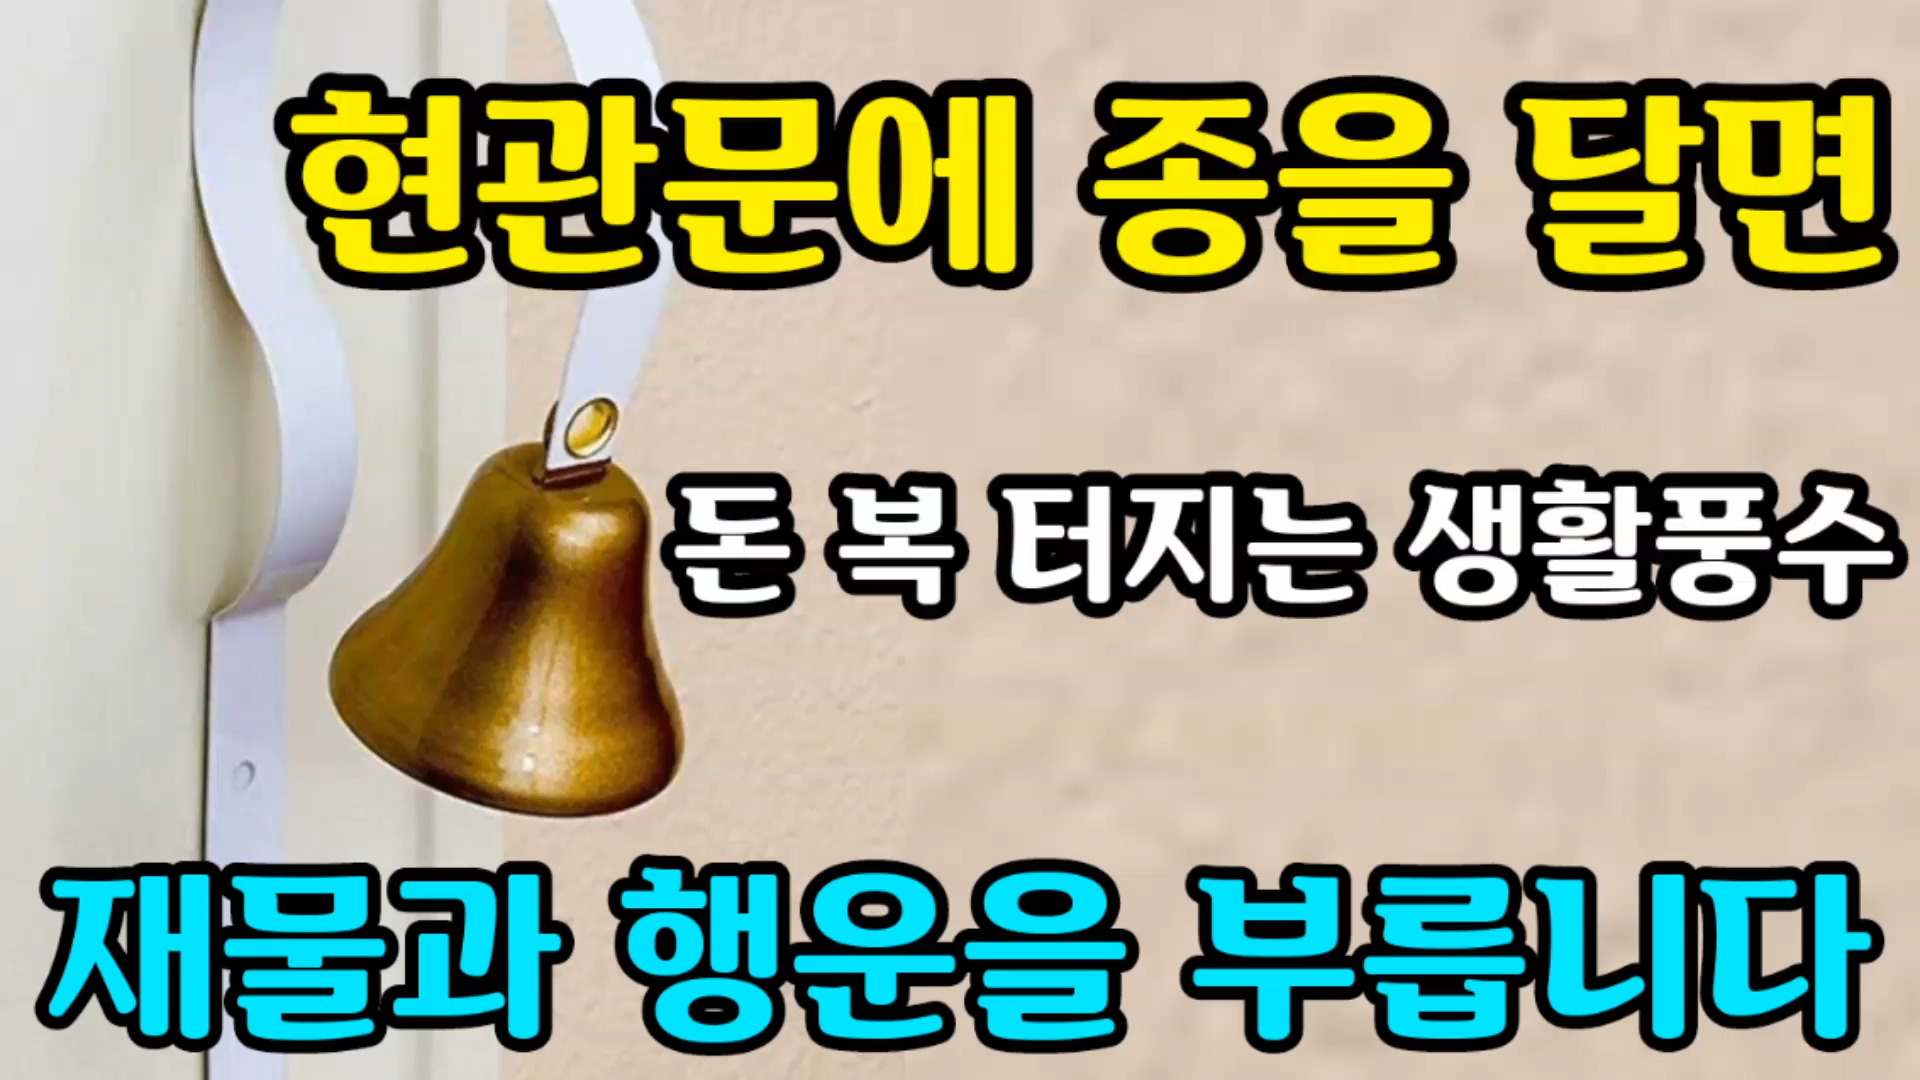 현관문에 종을 달면
돈 복 터지는 생활풍수
재물과 행운을 부릅니다